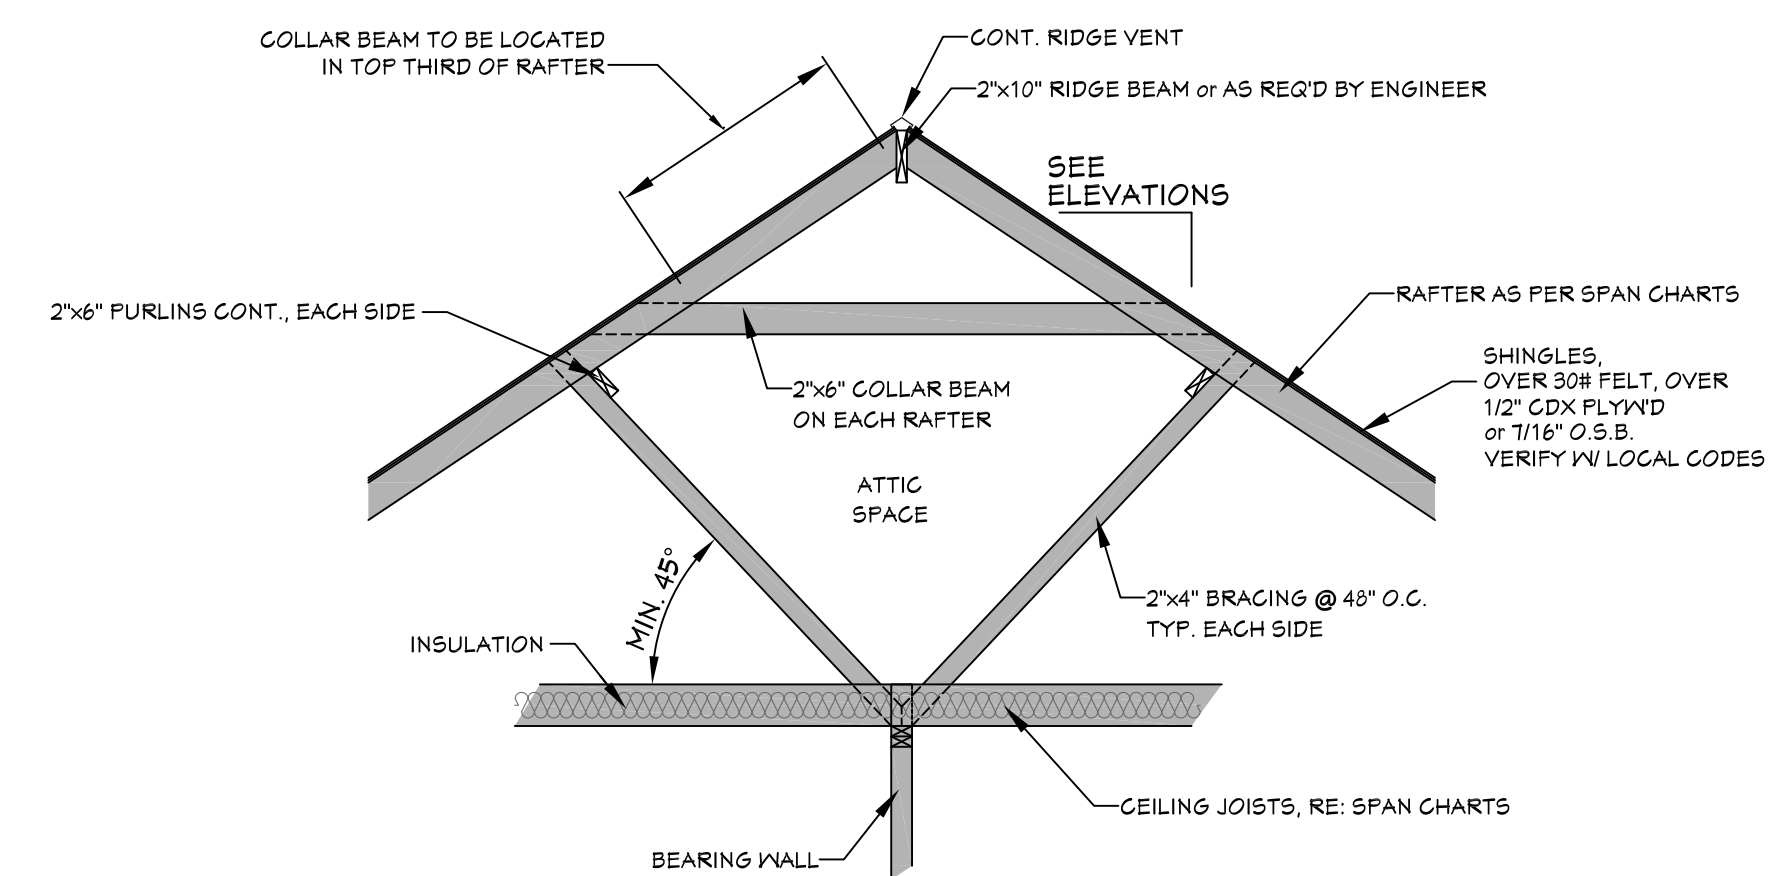 COLLAR BEAM TO BE LOCATED
IN TOP THIRD OF RAFTER
CONT. RIDGE VENT
2"x10" RIDGE BEAM or AS REQ'D BY ENGINEER
SEE
ELEVATIONS
2"x6" PURLINS CONT., EACH SIDE
RAFTER AS PER SPAN CHARTS
SHINGLES,
OVER 30# FELT, OVER
1/2" CDX PLYW'D
or 7/16" O.S.B.
VERIFY W/ LOCAL CODES
2"x6" COLLAR BEAM
ON EACH RAFTER
ATTIC
SPACE
MIN. 45°
2"x4" BRACING @ 48" O.C.
TYP. EACH SIDE
INSULATION
CEILING JOISTS, RE: SPAN CHARTS
BEARING WALL